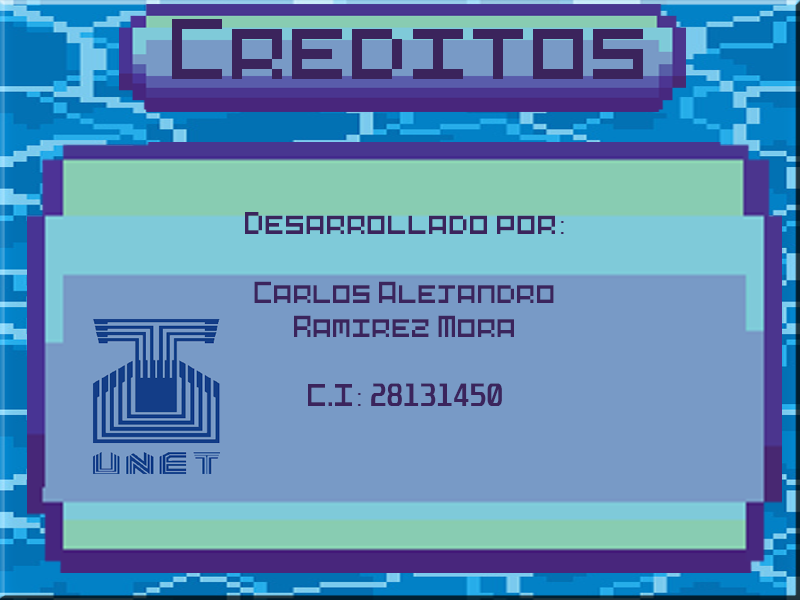 CREDITOS
DESARROLLADO POR:
CARLOS ALEJANDRO
RAMIREZ MORA
C.I: 28131450
UNET